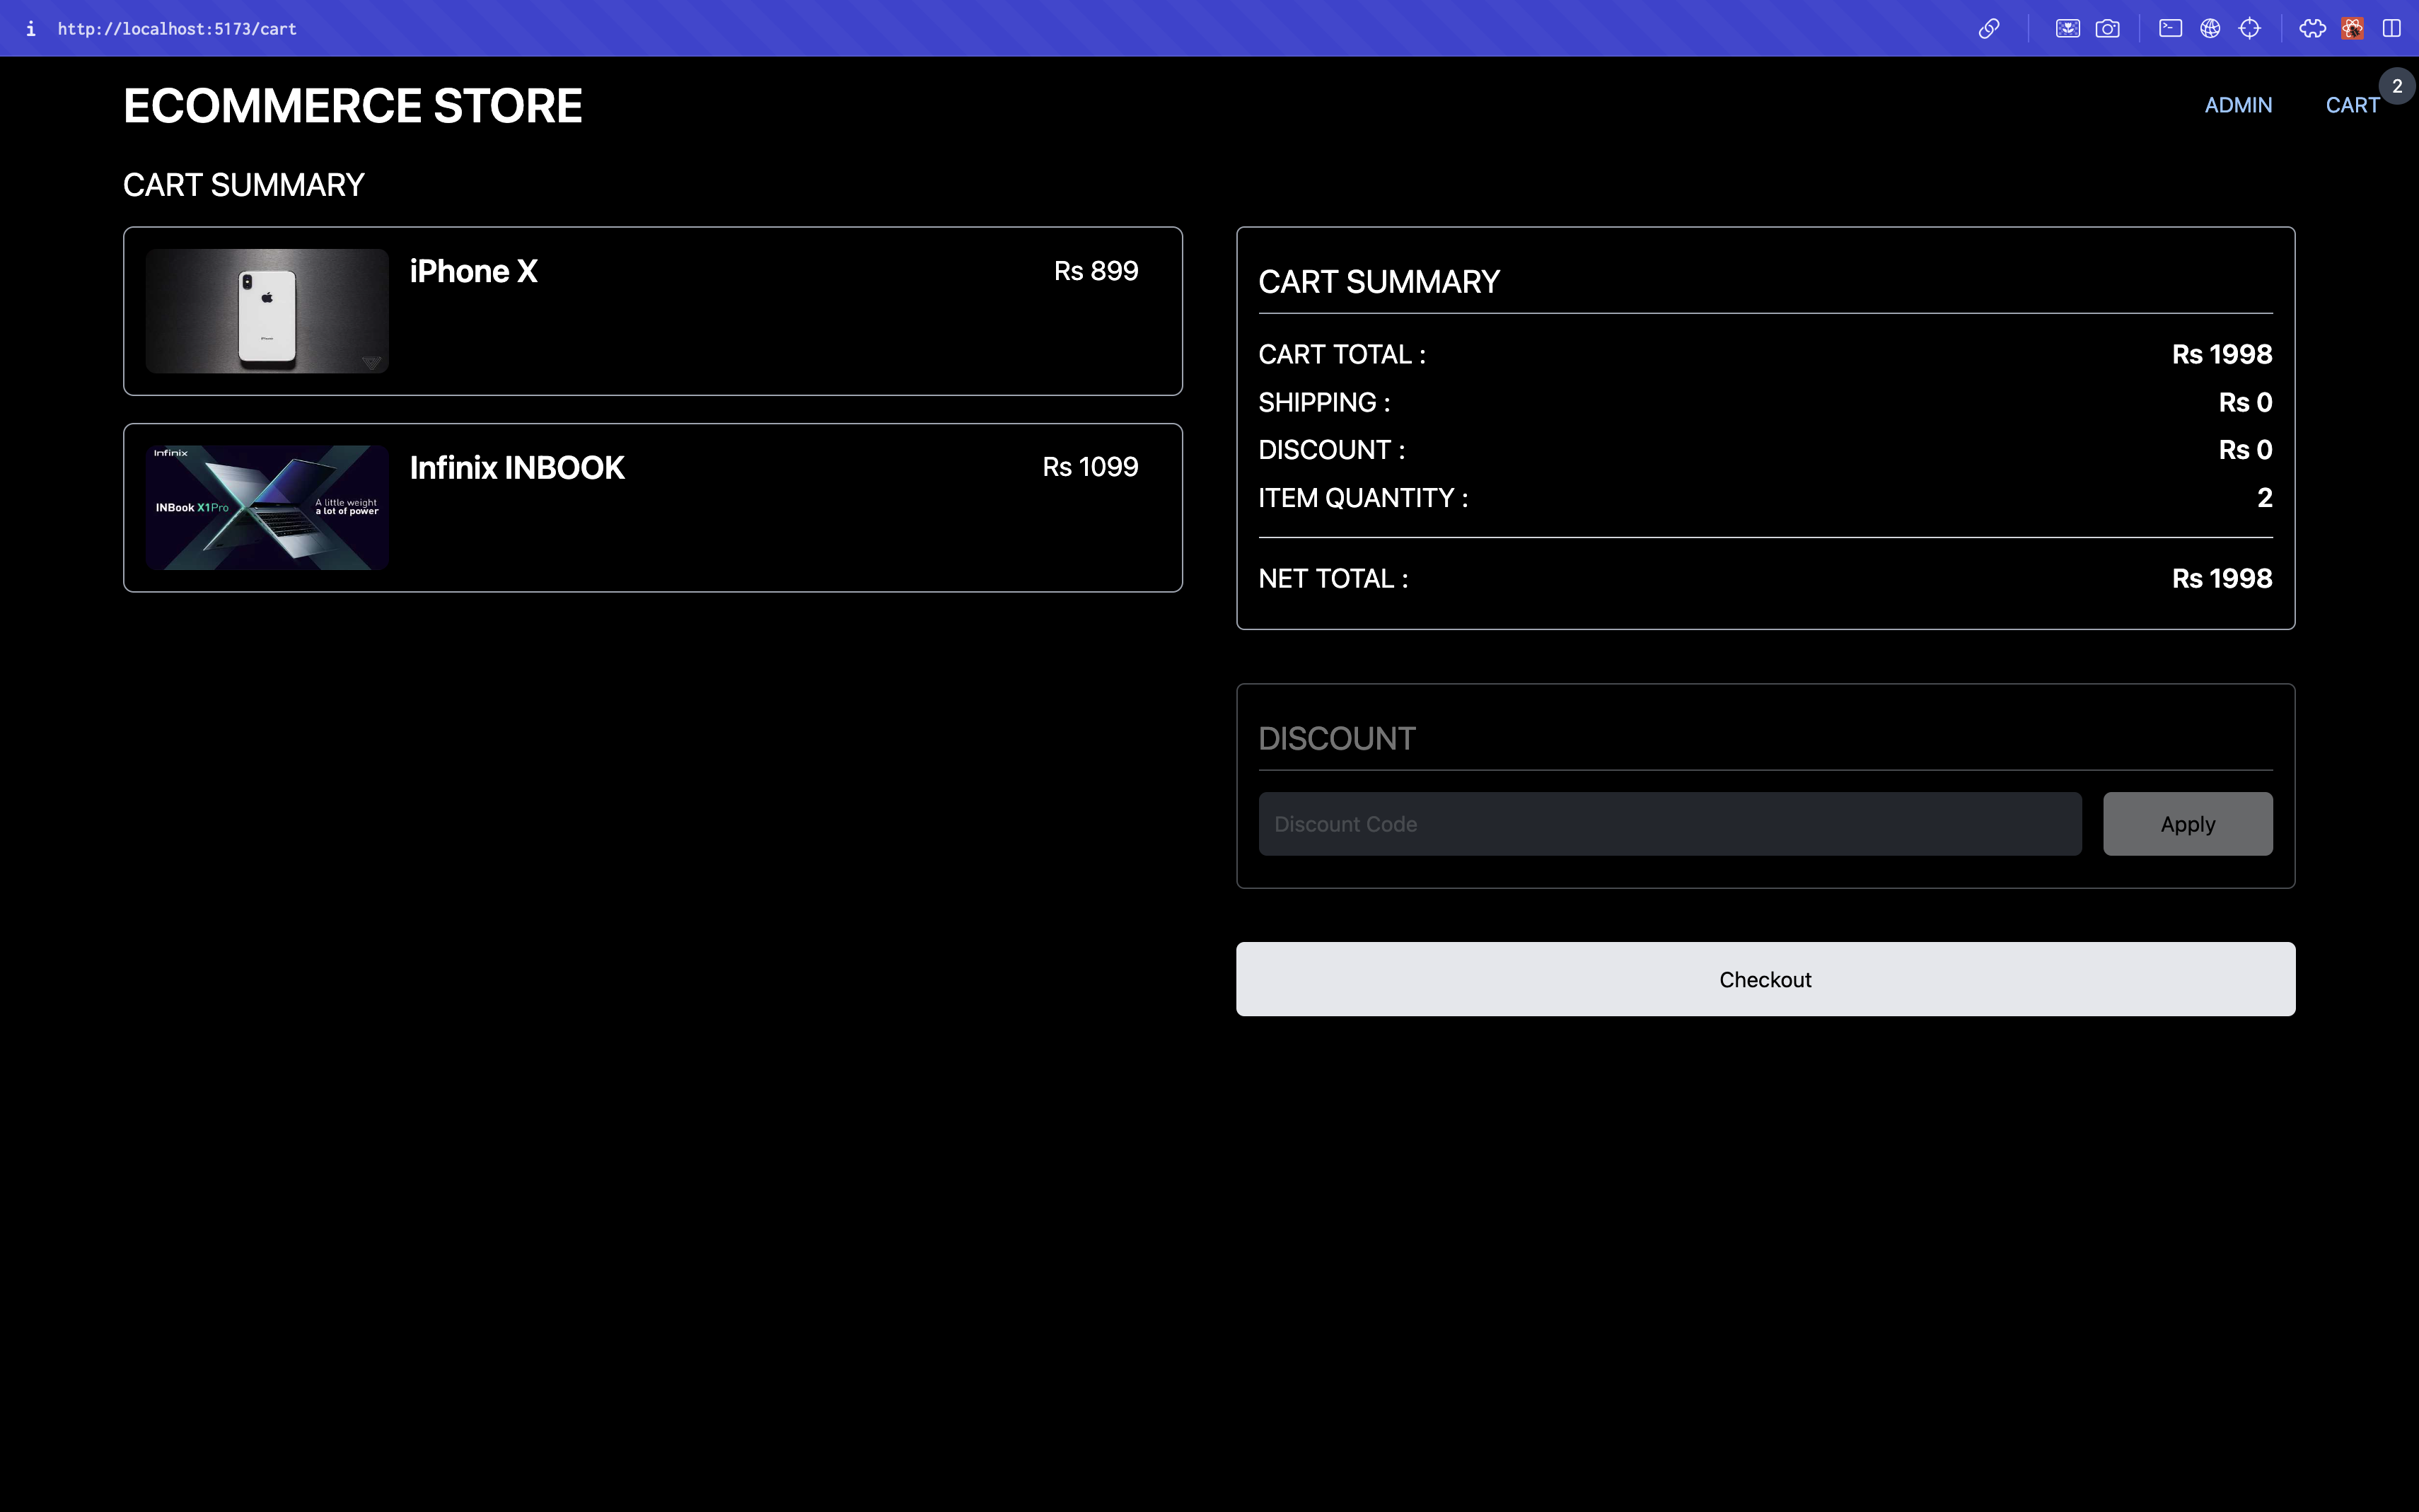 http://localhost:5173/cart
ECOMMERCE STORE
ADMIN
CART
2
CART SUMMARY
iPhone X
Rs 899
iPhone
Infinix INBOOK
Rs 1099
Infinix
INBook X1Pro
A little weight
a lot of power
CART SUMMARY
CART TOTAL :
Rs 1998
SHIPPING :
Rs 0
DISCOUNT :
Rs 0
ITEM QUANTITY :
2
NET TOTAL :
Rs 1998
DISCOUNT
Discount Code
Apply
Checkout